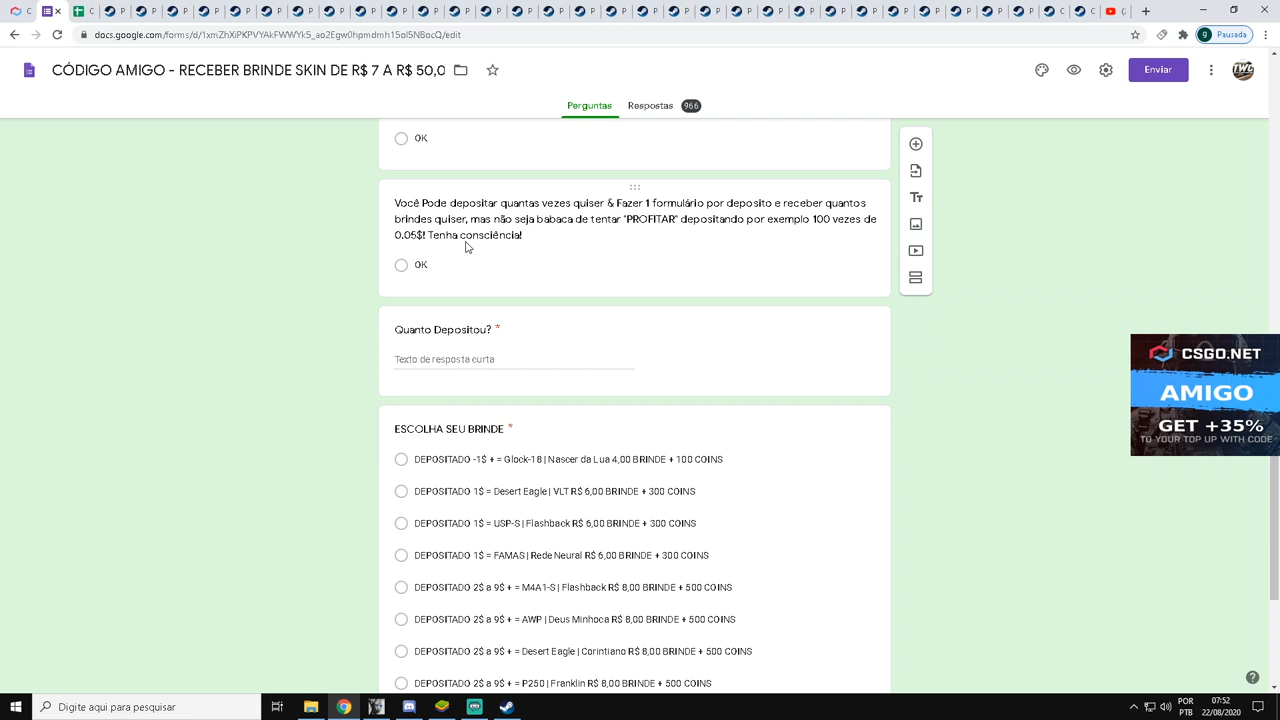 C
P
P
P
P
P
P
P
P
P
P
P
docs.google.com/forms/d/1xmZhXiPKPVYAkFWWYk5_ao2Egw0hpmdmh15ol5NBocQ/edit
g
Pausada
CÓDIGO AMIGO - RECEBER BRINDE SKIN DE R$ 7 A R$ 50,0
Enviar
TWC
Perguntas
Respostas 966
OK
Você Pode depositar quantas vezes quiser & Fazer 1 formulário por deposito e receber quantos
brindes quiser, mas não seja babaca de tentar "PROFITAR" depositando por exemplo 100 vezes de
0.05$! Tenha consciência!
OK
Quanto Depositou? *
Texto de resposta curta
CSGO.NET
AMIGO
GET +35%
TO YOUR TOP UP WITH CODE
ESCOLHA SEU BRINDE *
DEPOSITADO -1$ + = Glock-18 | Nascer da Lua 4,00 BRINDE + 100 COINS
DEPOSITADO 1$ = Desert Eagle | VLT R$ 6,00 BRINDE + 300 COINS
DEPOSITADO 1$ = USP-S | Flashback R$ 6,00 BRINDE + 300 COINS
DEPOSITADO 1$ = FAMAS | Rede Neural R$ 6,00 BRINDE + 300 COINS
DEPOSITADO 2$ a 9$ + = M4A1-S | Flashback R$ 8,00 BRINDE + 500 COINS
DEPOSITADO 2$ a 9$ + = AWP | Deus Minhoca R$ 8,00 BRINDE + 500 COINS
DEPOSITADO 2$ a 9$ + = Desert Eagle | Corintiano R$ 8,00 BRINDE + 500 COINS
DEPOSITADO 2$ a 9$ + = P250 | Franklin R$ 8,00 BRINDE + 500 COINS
Digite aqui para pesquisar
POR
PTB
07:52
22/08/2020